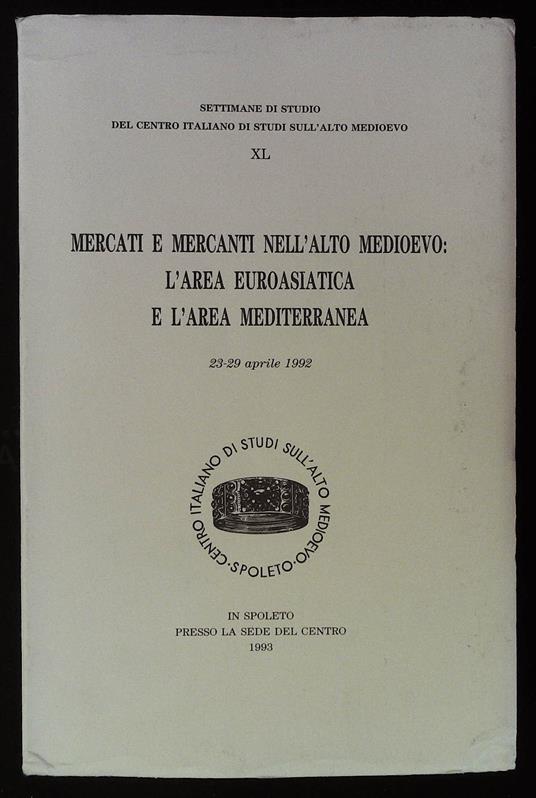 SETTIMANE DI STUDIO
DEL CENTRO ITALIANO DI STUDI SULL'ALTO MEDIOEVO
XL
MERCATI E MERCANTI NELL'ALTO MEDIOEVO:
L'AREA EUROASIATICA
E L'AREA MEDITERRANEA
23-29 aprile 1992
CENTRO ITALIANO DI STUDI SULL'ALTO MEDIOEVO · SPOLETO ·
IN SPOLETO
PRESSO LA SEDE DEL CENTRO
1993